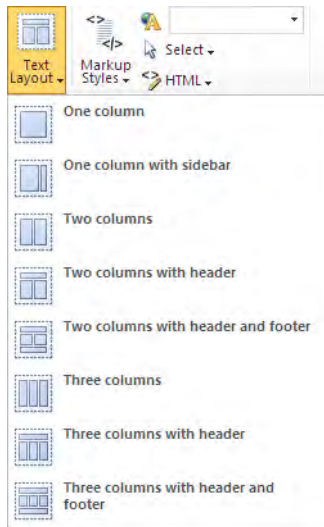 Text
Layout
<> </>
Markup
Styles
A
Select
HTML
One column
One column with sidebar
Two columns
Two columns with header
Two columns with header and footer
Three columns
Three columns with header
Three columns with header and
footer